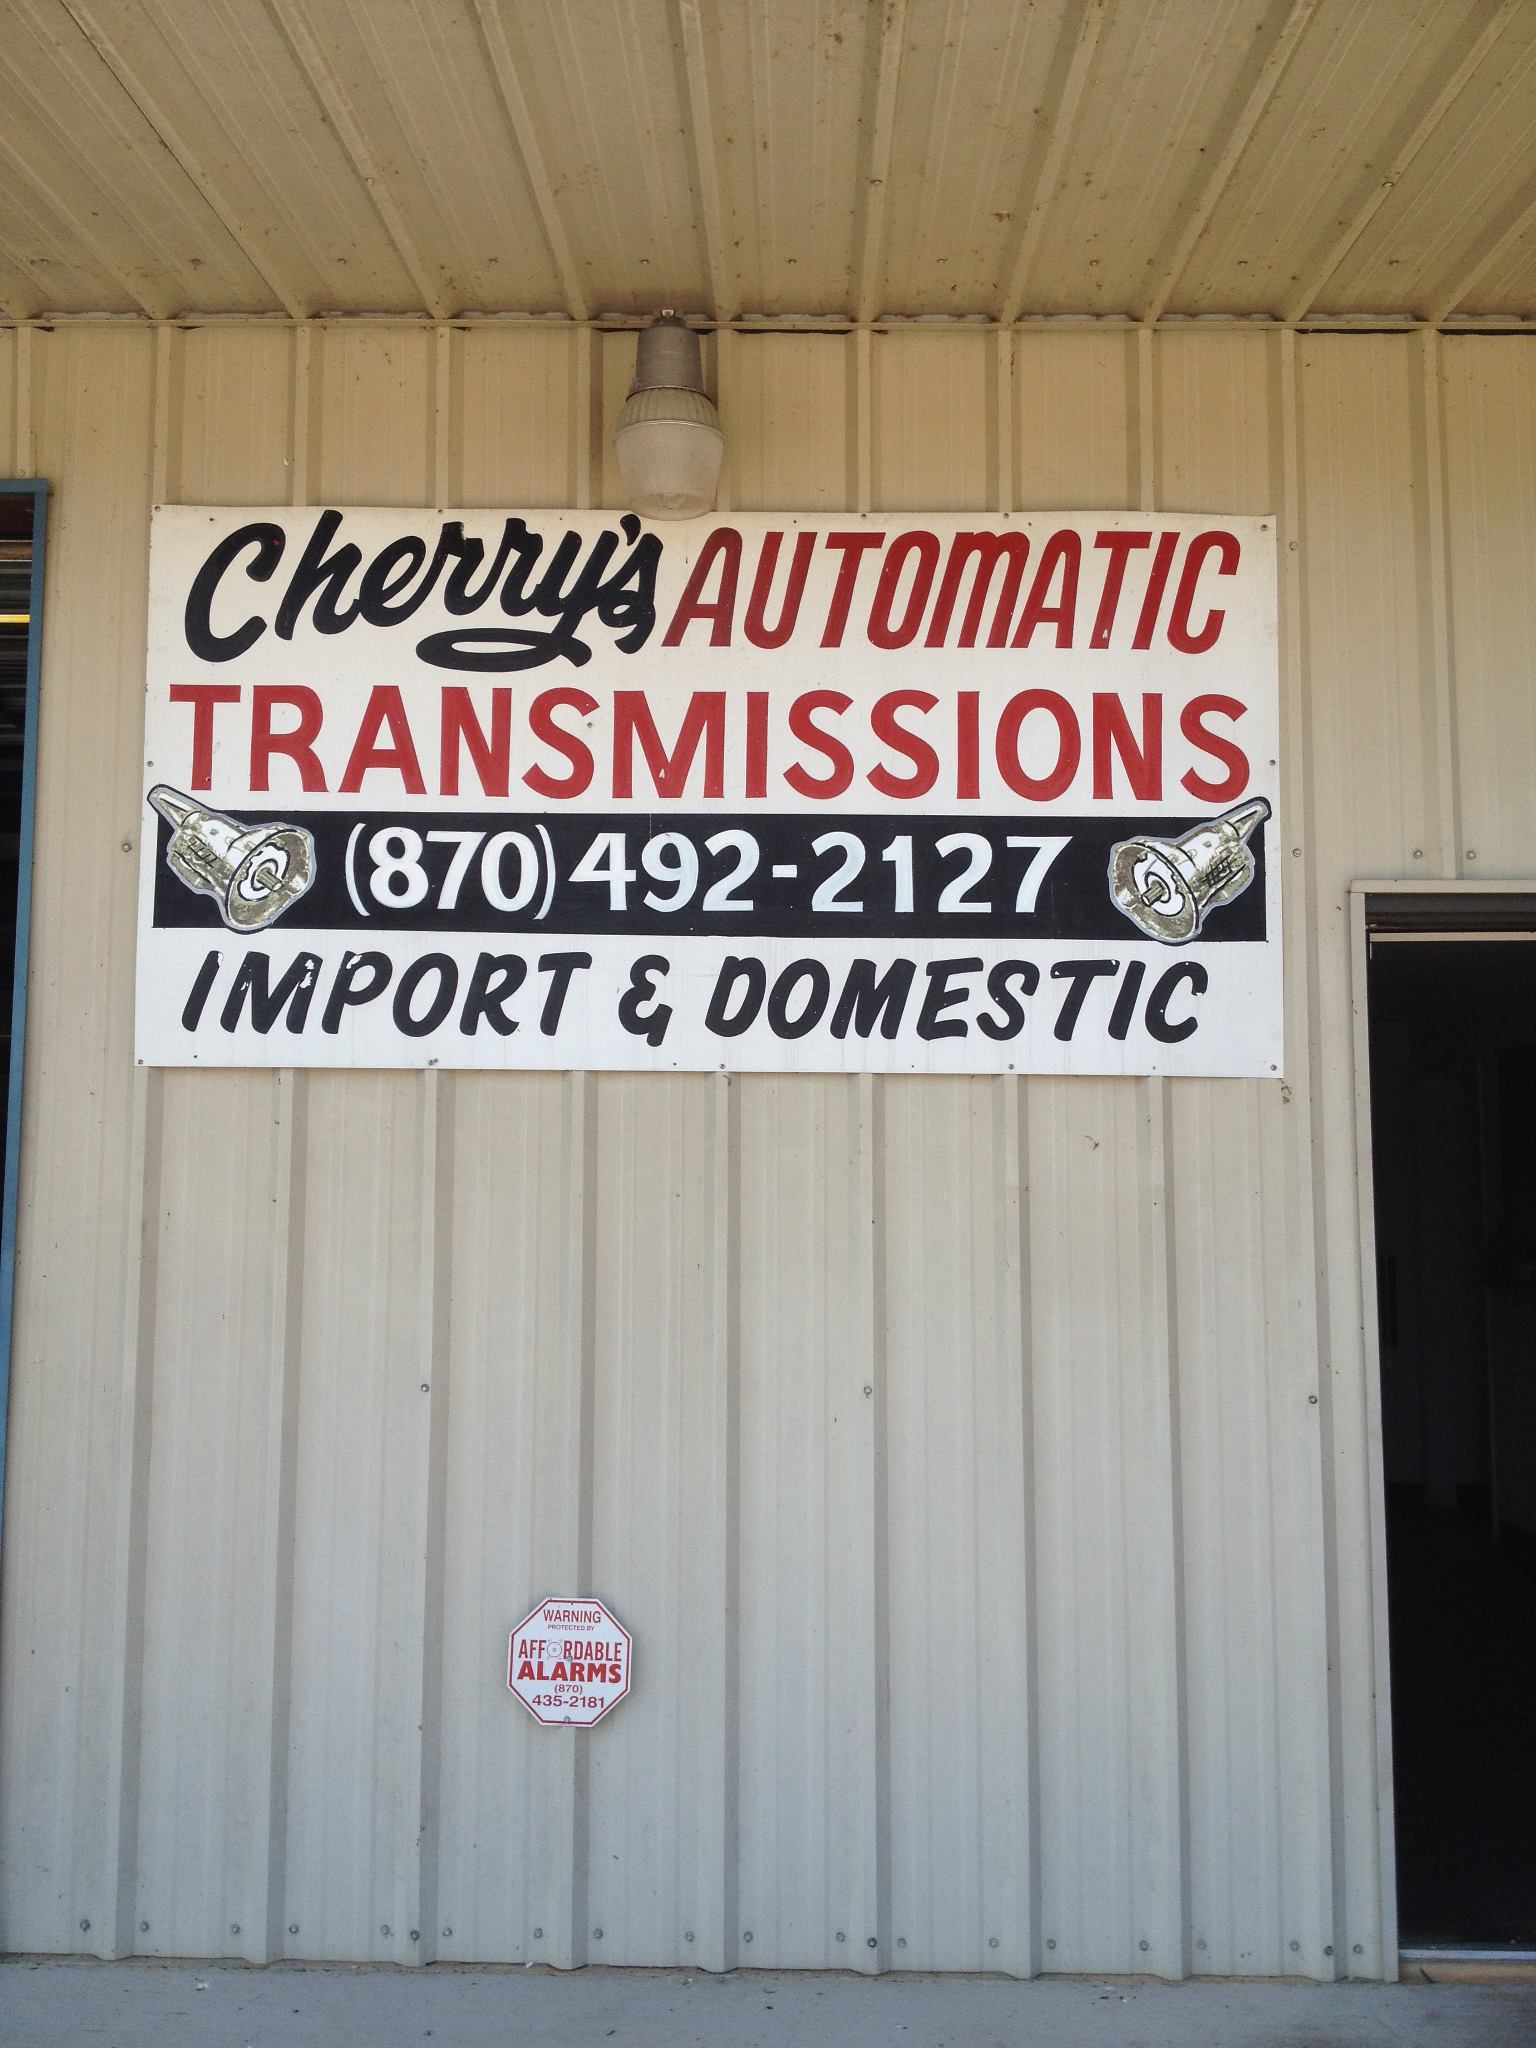 Cherry's AUTOMATIC
TRANSMISSIONS
(870) 492-2127
IMPORT & DOMESTIC
WARNING
PROTECTED BY
AFFORDABLE
ALARMS
(870)
435-2181